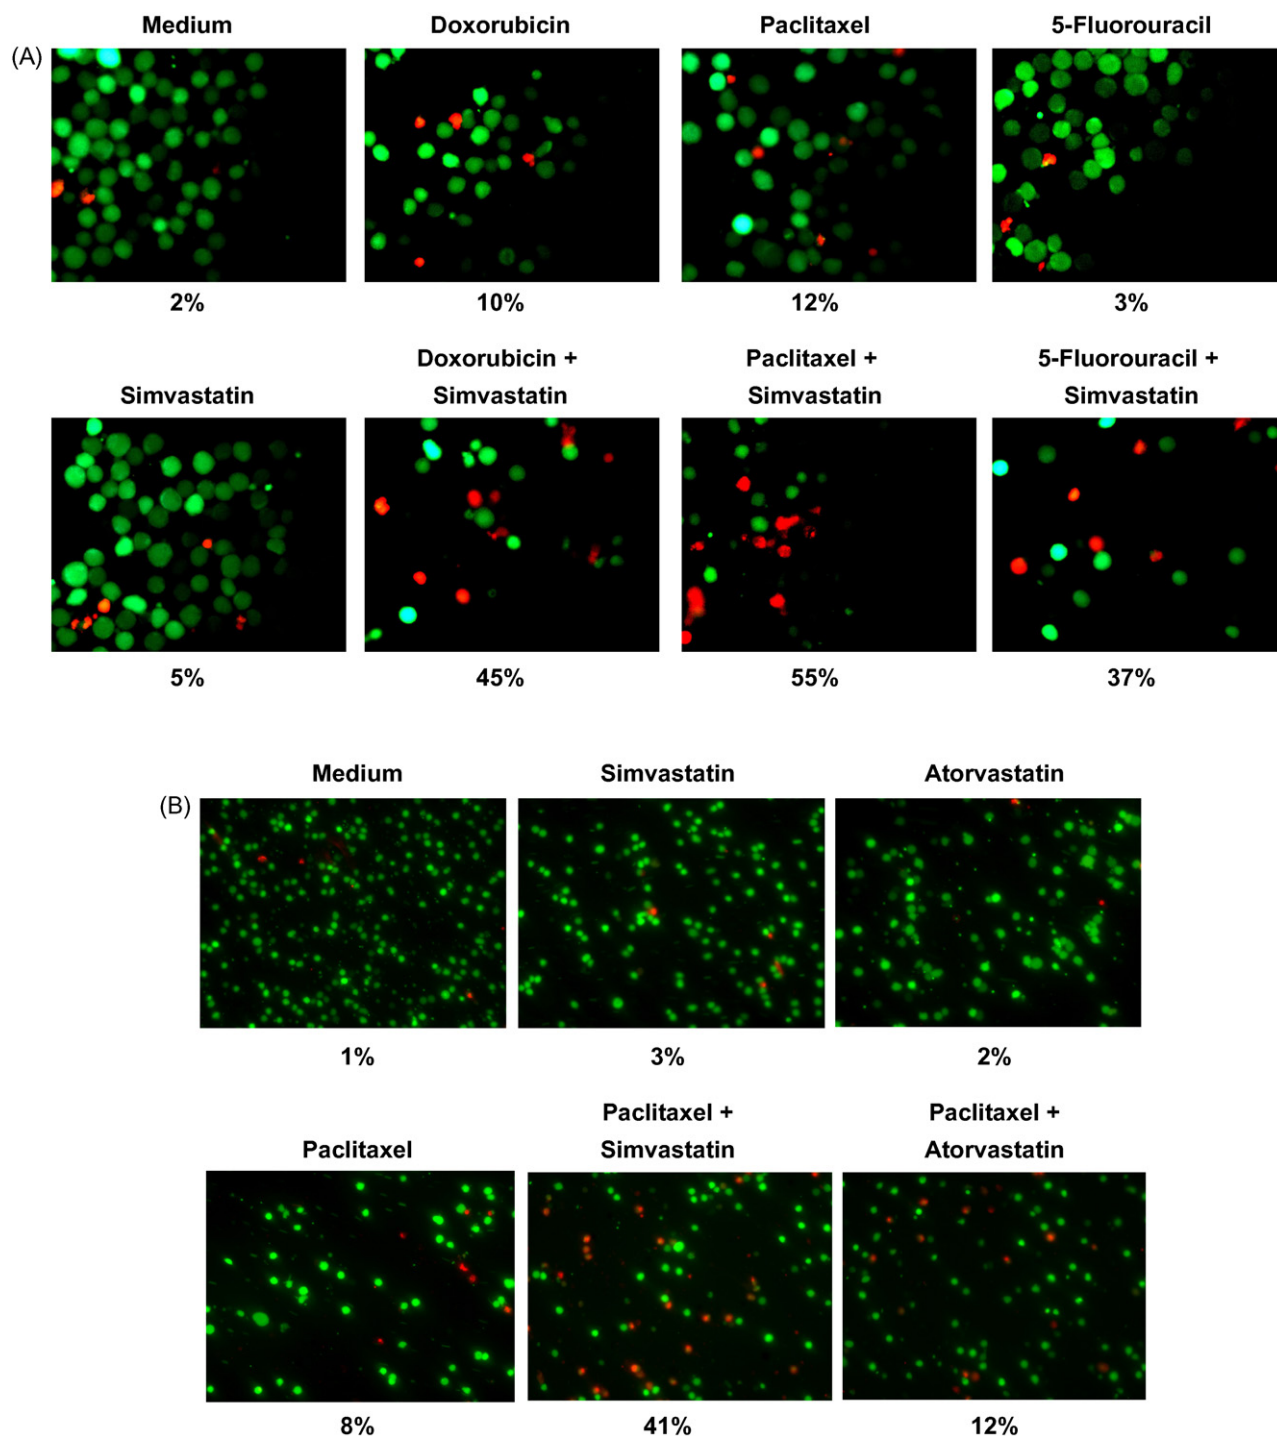 Medium Doxorubicin Paclitaxel 5-Fluorouracil
(A)
2% 10% 12% 3%
Doxorubicin + Paclitaxel + 5-Fluorouracil +
Simvastatin Simvastatin Simvastatin Simvastatin
5% 45% 55% 37%
Medium Simvastatin Atorvastatin
(B)
1% 3% 2%
Paclitaxel + Paclitaxel +
Paclitaxel Simvastatin Atorvastatin
8% 41% 12%